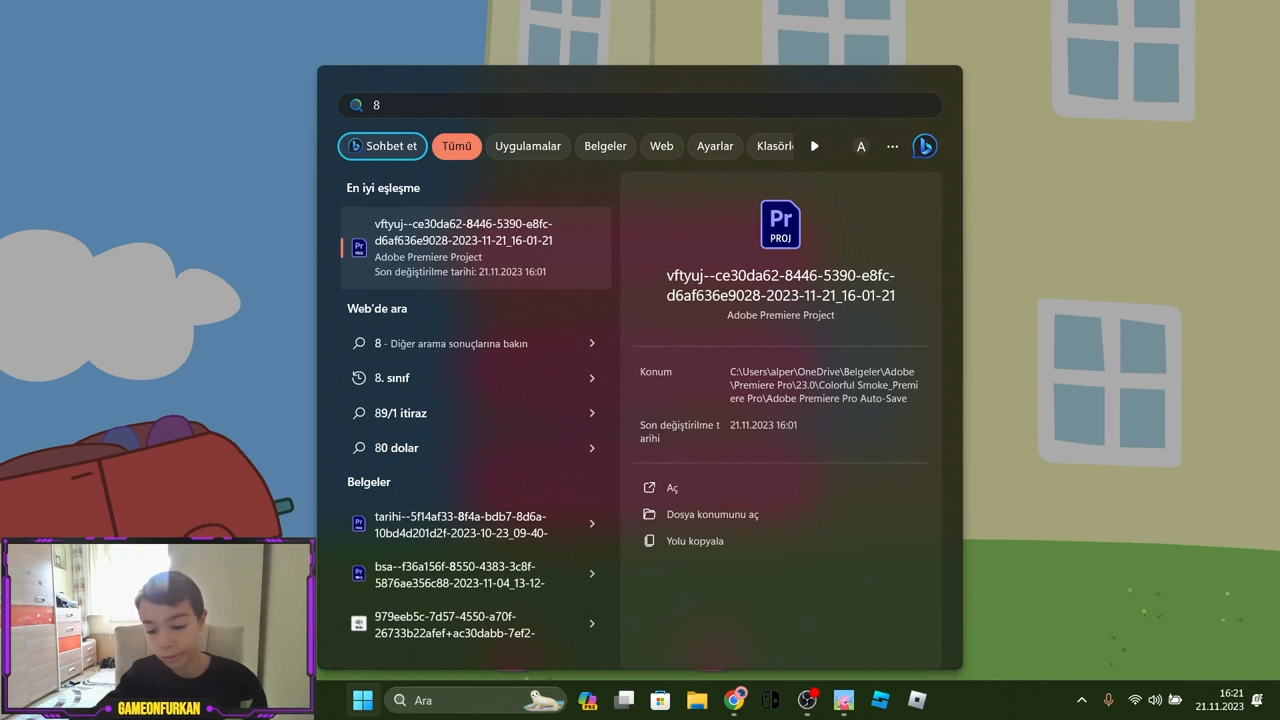 8
Sohbet et
Tümü
Uygulamalar
Belgeler
Web
Ayarlar
Klasörl
A
En iyi eşleşme
vftyuj--ce30da62-8446-5390-e8fc-
d6af636e9028-2023-11-21_16-01-21
Adobe Premiere Project
Son değiştirilme tarihi: 21.11.2023 16:01
Web'de ara
8 - Diğer arama sonuçlarına bakın
8. sınıf
89/1 itiraz
80 dolar
Belgeler
tarihi--5f14af33-8f4a-bdb7-8d6a-
10bd4d201d2f-2023-10-23_09-40-
bsa--f36a156f-8550-4383-3c8f-
5876ae356c88-2023-11-04_13-12-
979eeb5c-7d57-4550-a70f-
26733b22afef+ac30dabb-7ef2-
Pr
PROJ
vftyuj--ce30da62-8446-5390-e8fc-
d6af636e9028-2023-11-21_16-01-21
Adobe Premiere Project
Konum
C:\Users\alper\OneDrive\Belgeler\Adobe
\Premiere Pro\23.0\Colorful Smoke_Premi
ere Pro\Adobe Premiere Pro Auto-Save
Son değiştirilme t
arihi
21.11.2023 16:01
Aç
Dosya konumunu aç
Yolu kopyala
GAMEONFURKAN
Ara
PRE
16:21
21.11.2023